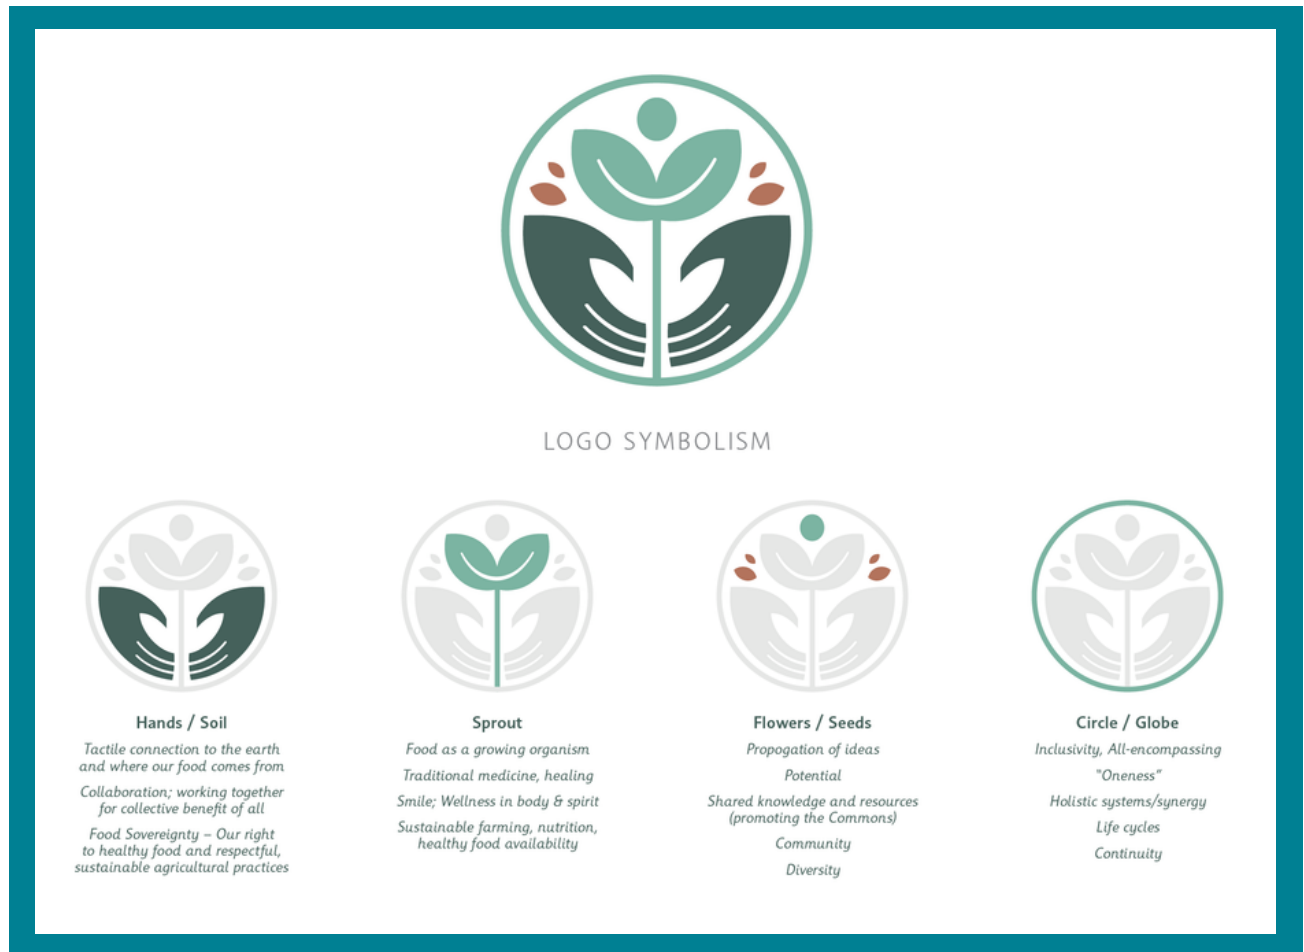 LOGO SYMBOLISM
Hands / Soil
Tactile connection to the earth
and where our food comes from
Collaboration; working together
for collective benefit of all
Food Sovereignty – Our right
to healthy food and respectful,
sustainable agricultural practices
Sprout
Food as a growing organism
Traditional medicine, healing
Smile; Wellness in body & spirit
Sustainable farming, nutrition,
healthy food availability
Flowers / Seeds
Propogation of ideas
Potential
Shared knowledge and resources
(promoting the Commons)
Community
Diversity
Circle / Globe
Inclusivity, All-encompassing
"Oneness"
Holistic systems/synergy
Life cycles
Continuity